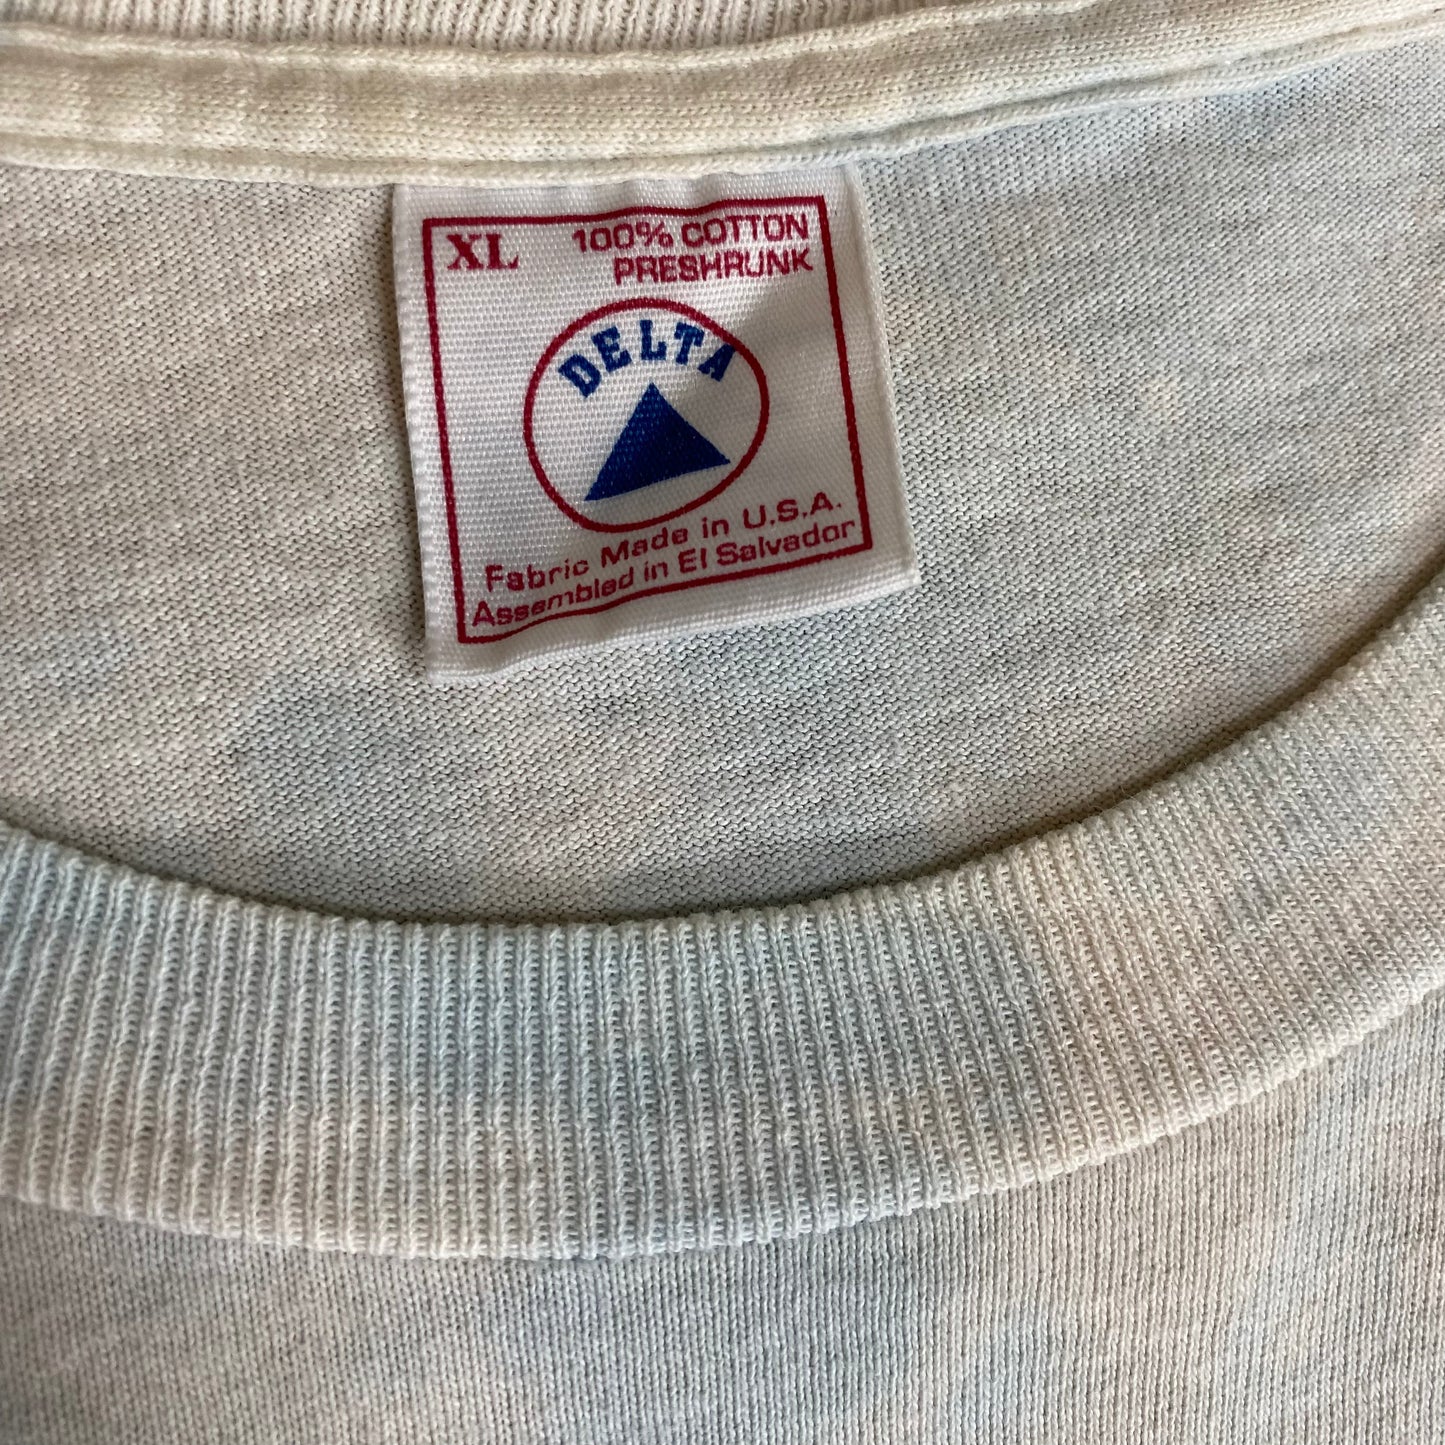 XL
100% COTTON
PRESHRUNK
DELTA
Fabric Made in U.S.A.
Assembled in El Salvador